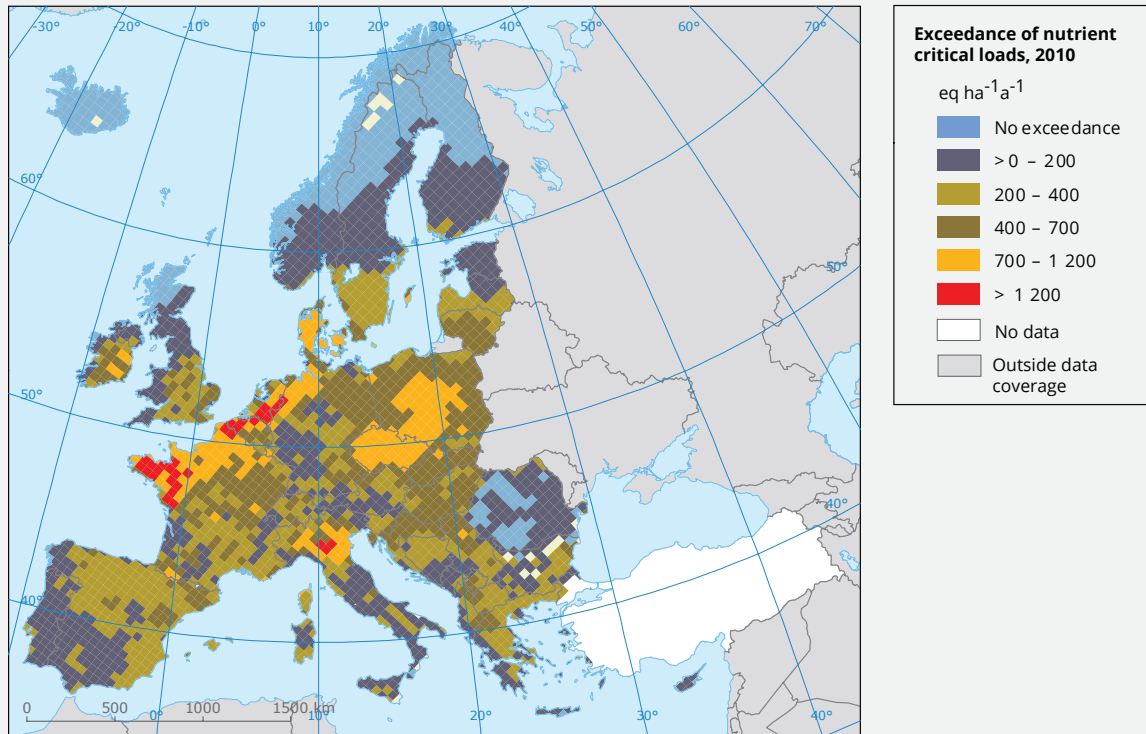 -30° -20° -10° 0° 10° 20° 30° 40° 50° 60° 70°
60°
50°
50°
40°
40°
0 500 1000 1500 km
0° 10° 20° 30° 40°
Exceedance of nutrient
critical loads, 2010
eq ha⁻¹a⁻¹
No exceedance
> 0 – 200
200 – 400
400 – 700
700 – 1 200
> 1 200
No data
Outside data
coverage